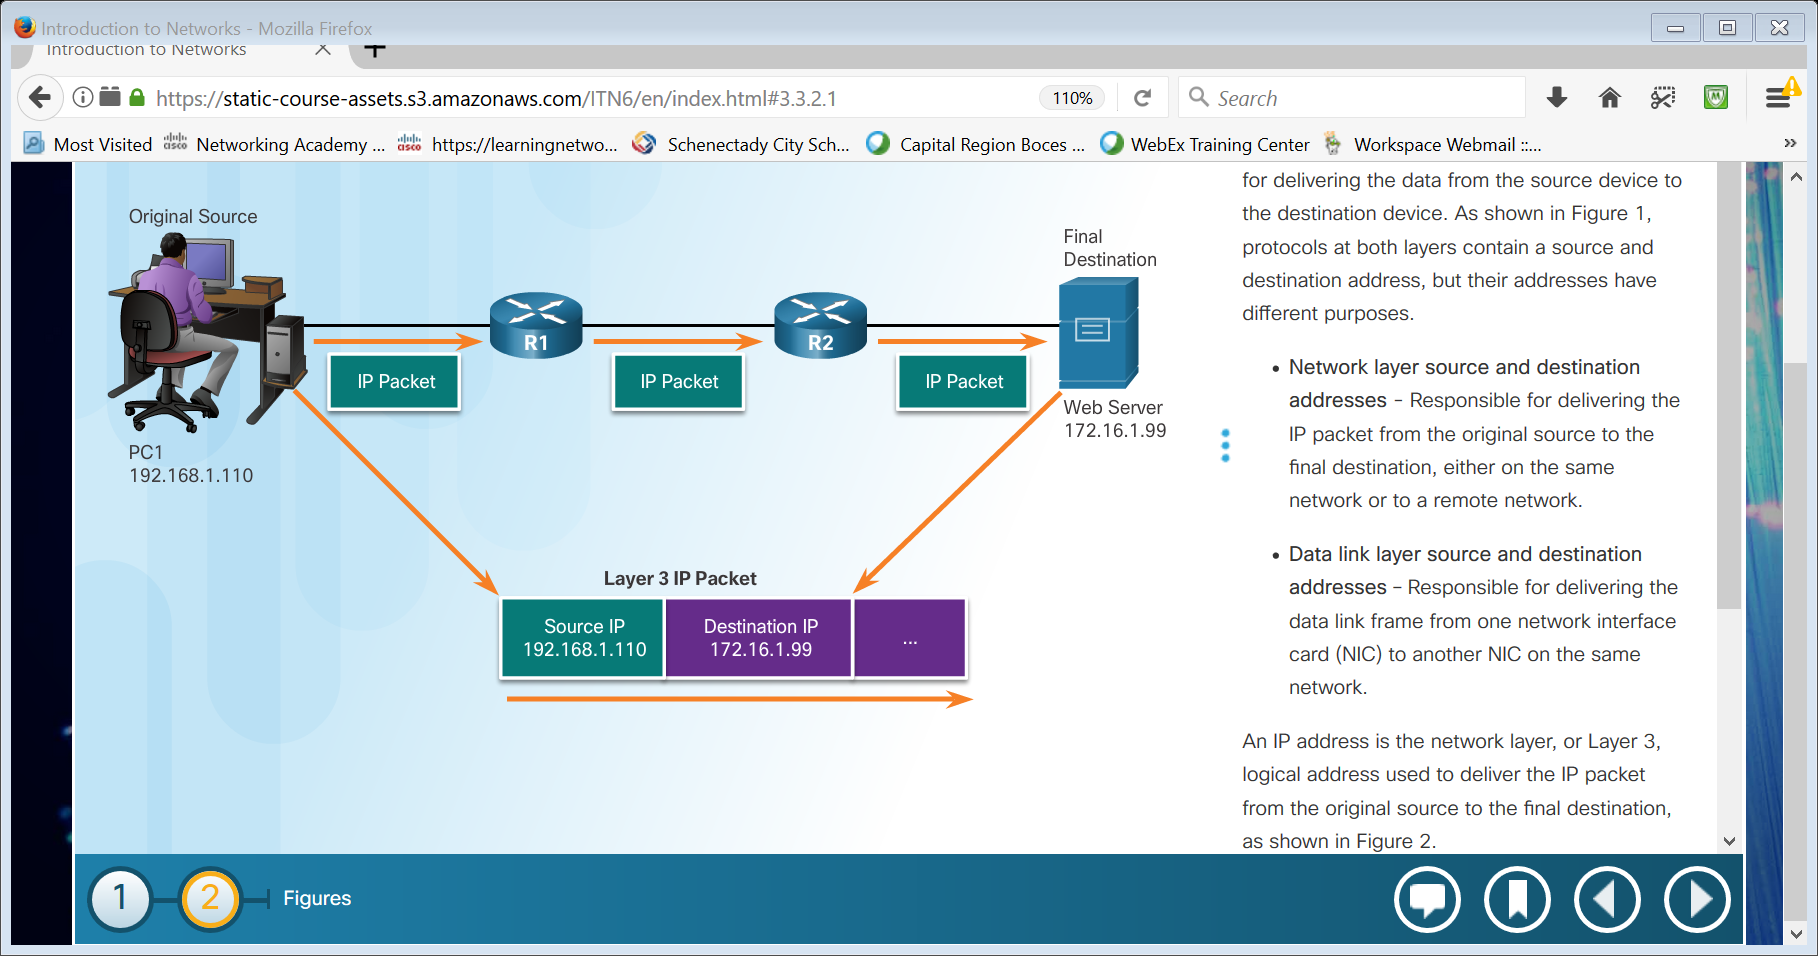 Introduction to Networks - Mozilla Firefox
Introduction to Networks
https://static-course-assets.s3.amazonaws.com/ITN6/en/index.html#3.3.2.1
110%
Search
Most Visited
Networking Academy ...
https://learningnetwo...
Schenectady City Sch...
Capital Region Boces ...
WebEx Training Center
Workspace Webmail ::...
Original Source
PC1
192.168.1.110
R1
R2
IP Packet
IP Packet
IP Packet
Final
Destination
Web Server
172.16.1.99
Layer 3 IP Packet
Source IP
192.168.1.110
Destination IP
172.16.1.99
...
for delivering the data from the source device to
the destination device. As shown in Figure 1,
protocols at both layers contain a source and
destination address, but their addresses have
different purposes.
• Network layer source and destination
addresses - Responsible for delivering the
IP packet from the original source to the
final destination, either on the same
network or to a remote network.
• Data link layer source and destination
addresses - Responsible for delivering the
data link frame from one network interface
card (NIC) to another NIC on the same
network.
An IP address is the network layer, or Layer 3,
logical address used to deliver the IP packet
from the original source to the final destination,
as shown in Figure 2.
1
2
Figures